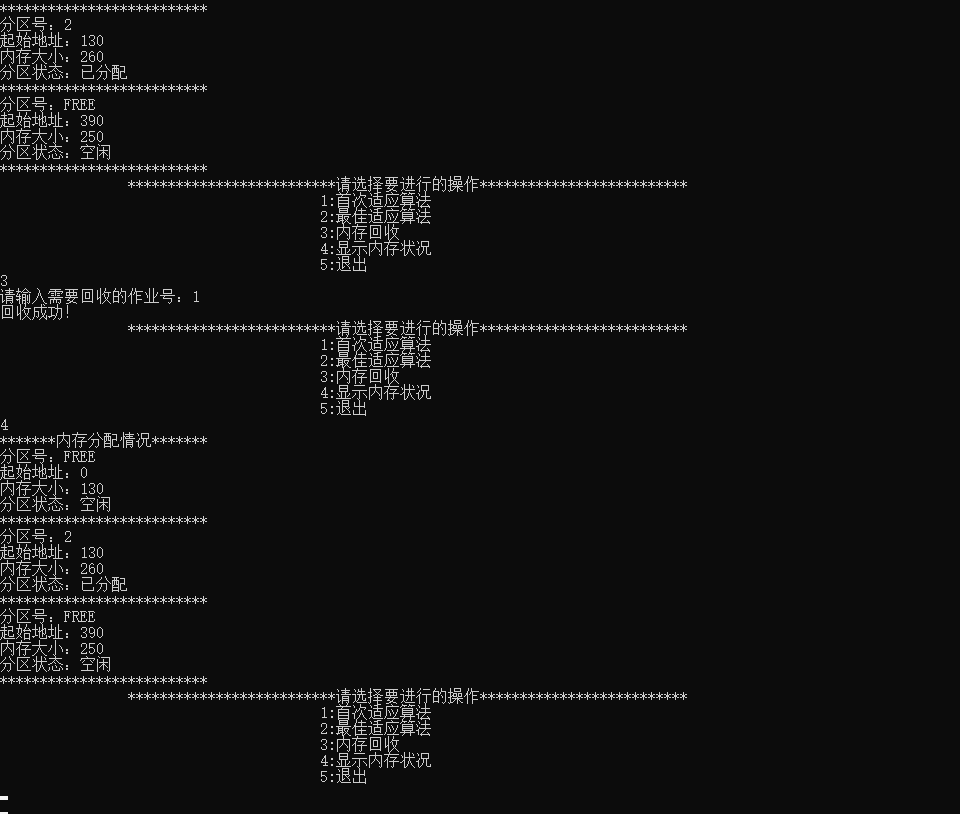 **************************
分区号：2
起始地址：130
内存大小：260
分区状态：已分配
**************************
分区号：FREE
起始地址：390
内存大小：250
分区状态：空闲
**************************
**************************请选择要进行的操作**************************
1:首次适应算法
2:最佳适应算法
3:内存回收
4:显示内存状况
5:退出
3
请输入需要回收的作业号：1
回收成功!
**************************请选择要进行的操作**************************
1:首次适应算法
2:最佳适应算法
3:内存回收
4:显示内存状况
5:退出
4
*******内存分配情况*******
分区号：FREE
起始地址：0
内存大小：130
分区状态：空闲
**************************
分区号：2
起始地址：130
内存大小：260
分区状态：已分配
**************************
分区号：FREE
起始地址：390
内存大小：250
分区状态：空闲
**************************
**************************请选择要进行的操作**************************
1:首次适应算法
2:最佳适应算法
3:内存回收
4:显示内存状况
5:退出